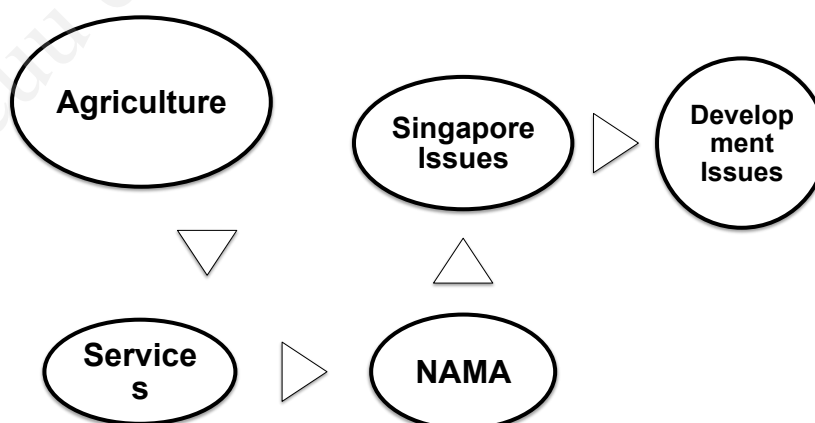 Agriculture
Singapore
Issues
Develop
ment
Issues
Service
s
NAMA